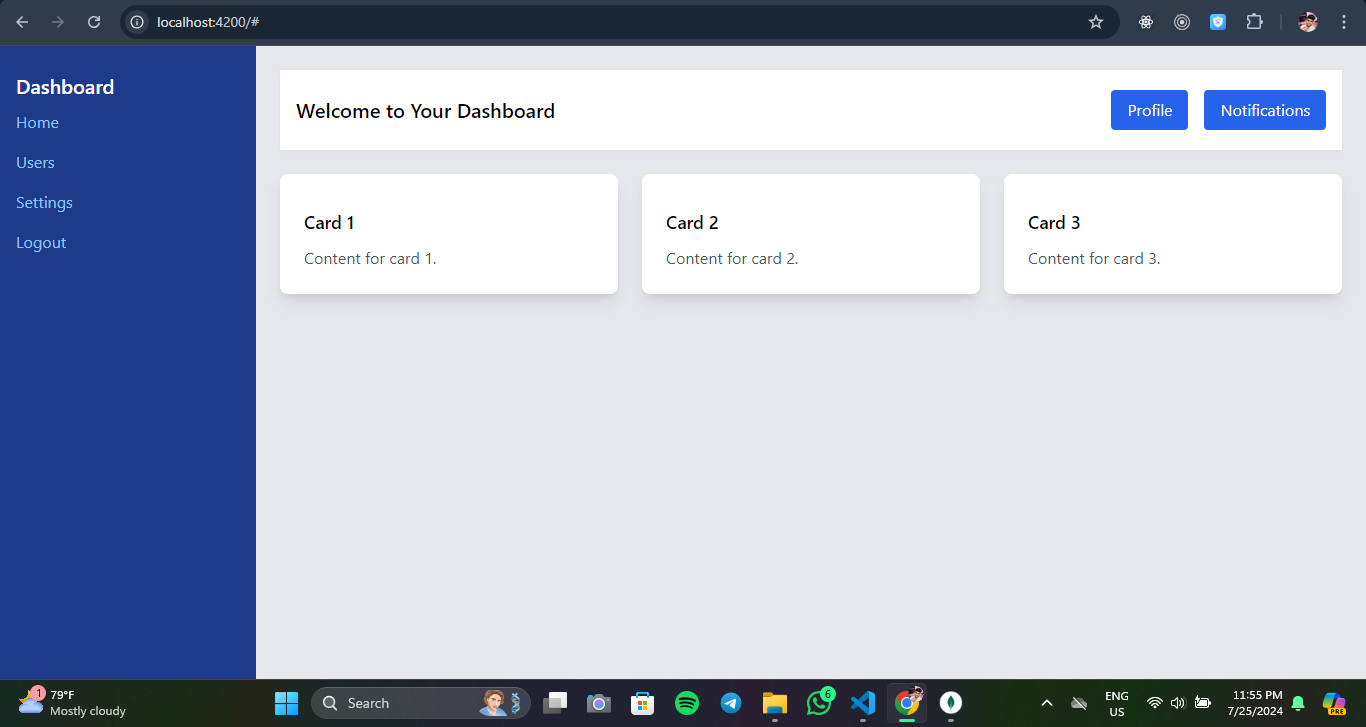 localhost:4200/#
Dashboard
Home
Users
Settings
Logout
Welcome to Your Dashboard
Profile
Notifications
Card 1
Content for card 1.
Card 2
Content for card 2.
Card 3
Content for card 3.
1
79°F
Mostly cloudy
Search
6
ENG
US
11:55 PM
7/25/2024
PRE